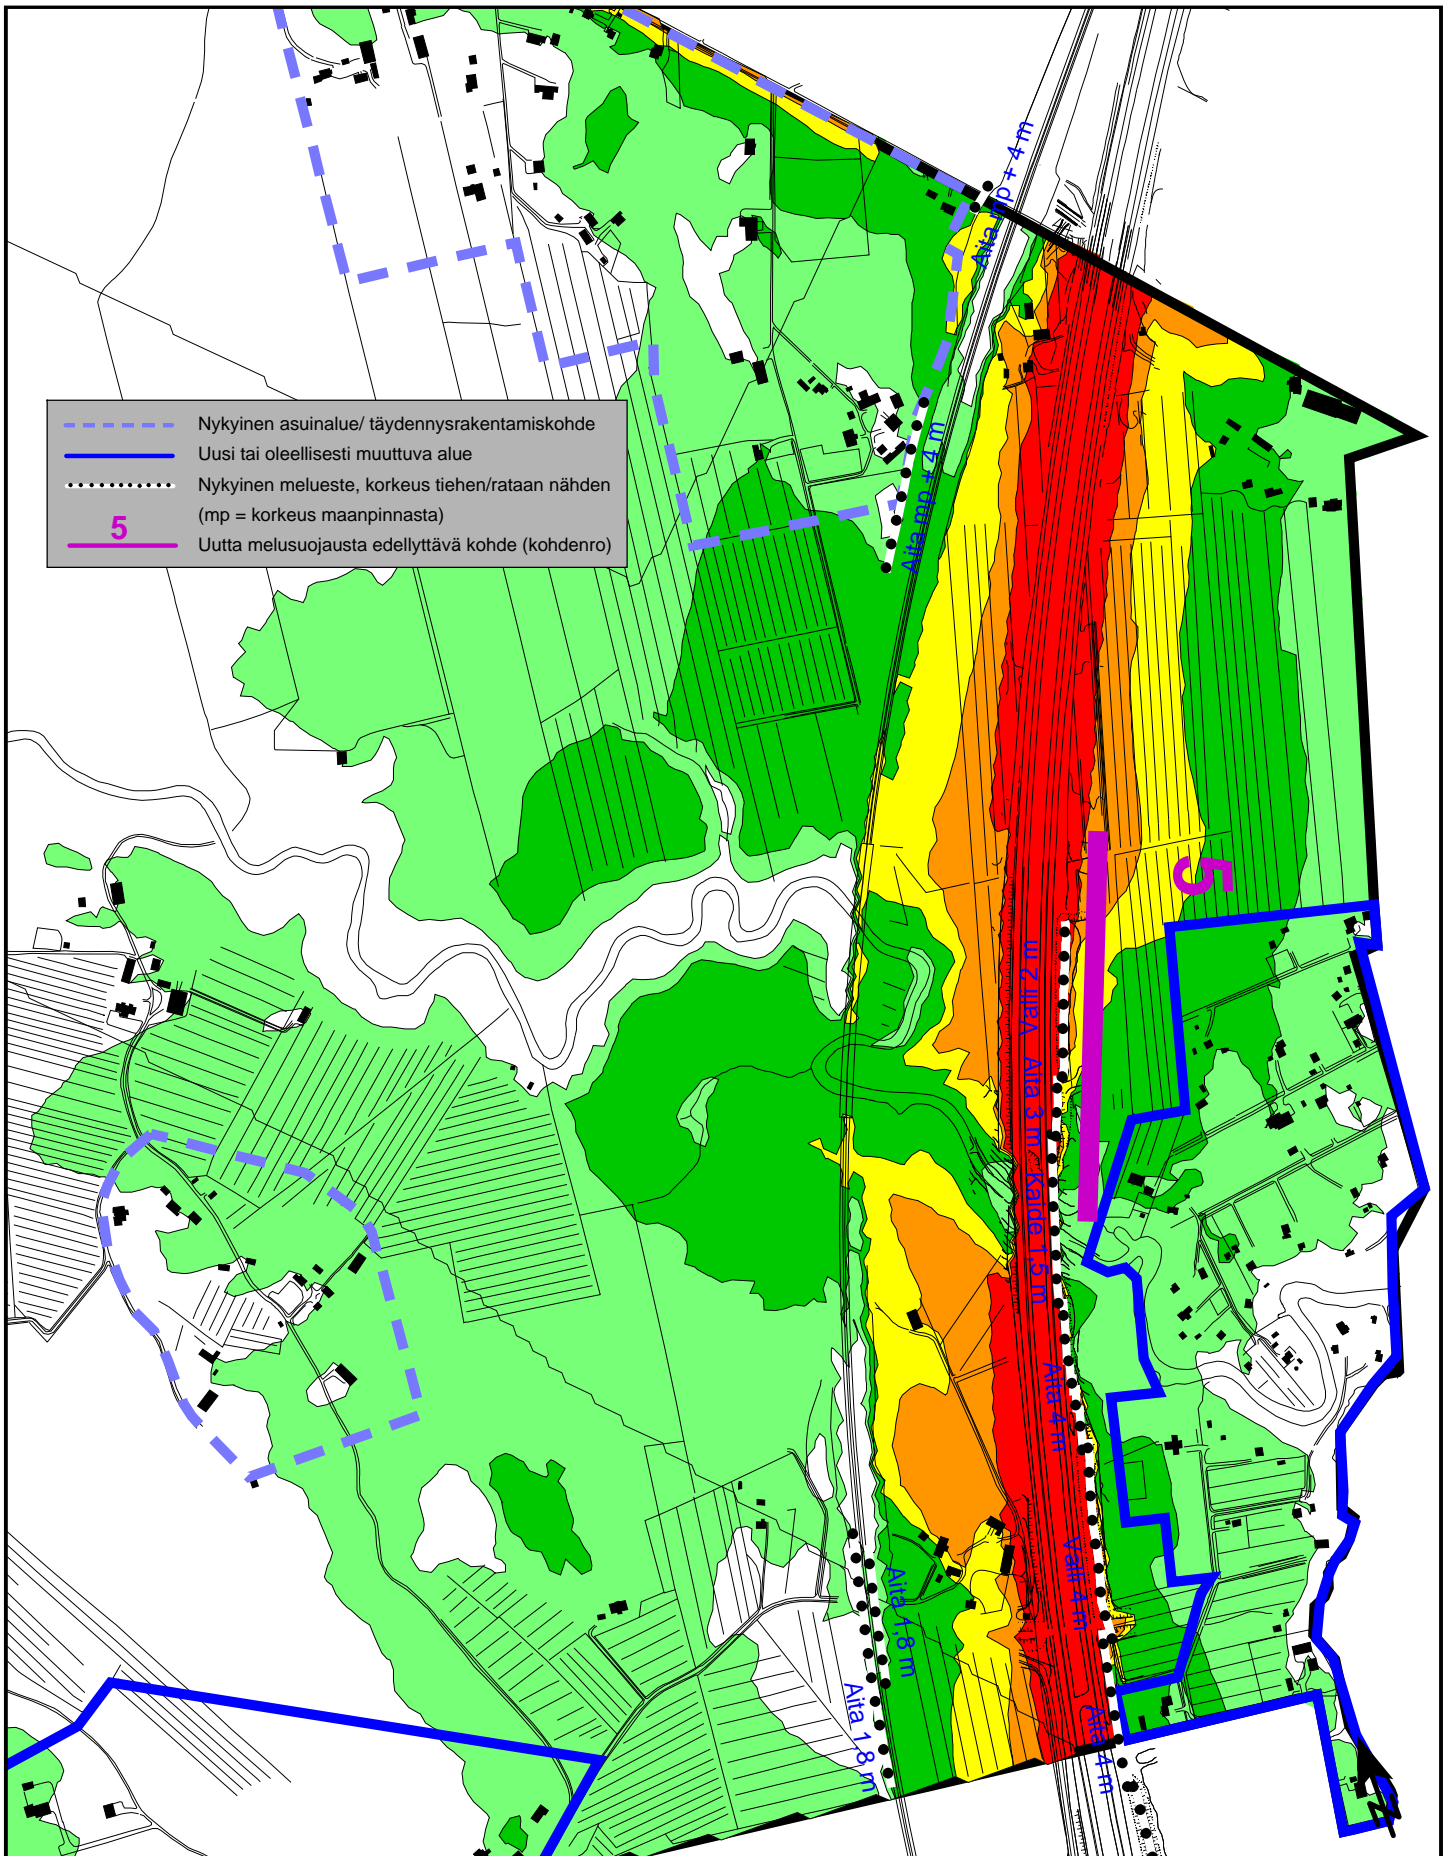 Aita mp + 4 m
Nykyinen asuinalue/ täydennysrakentamiskohde
Uusi tai oleellisesti muuttuva alue
Nykyinen melueste, korkeus tiehen/rataan nähden
(mp = korkeus maanpinnasta)
5
Uutta melusuojausta edellyttävä kohde (kohdenro)
Aita mp + 4 m
5
Valli 2 m
Aita 3 m
Kaide 1,5 m
Aita 4 m
Valli 4 m
Aita 1,8 m
Aita 1,8 m
Aita 4 m
N